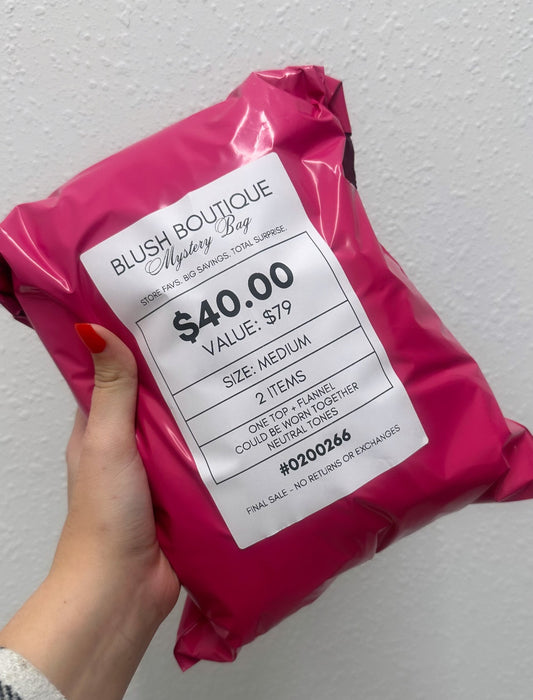 BLUSH BOUTIQUE
Mystery Bag
STORE FAVS. BIG SAVINGS. TOTAL SURPRISE.
$40.00
VALUE: $79
SIZE: MEDIUM
2 ITEMS
ONE TOP + FLANNEL
COULD BE WORN TOGETHER
NEUTRAL TONES
#0200266
FINAL SALE - NO RETURNS OR EXCHANGES